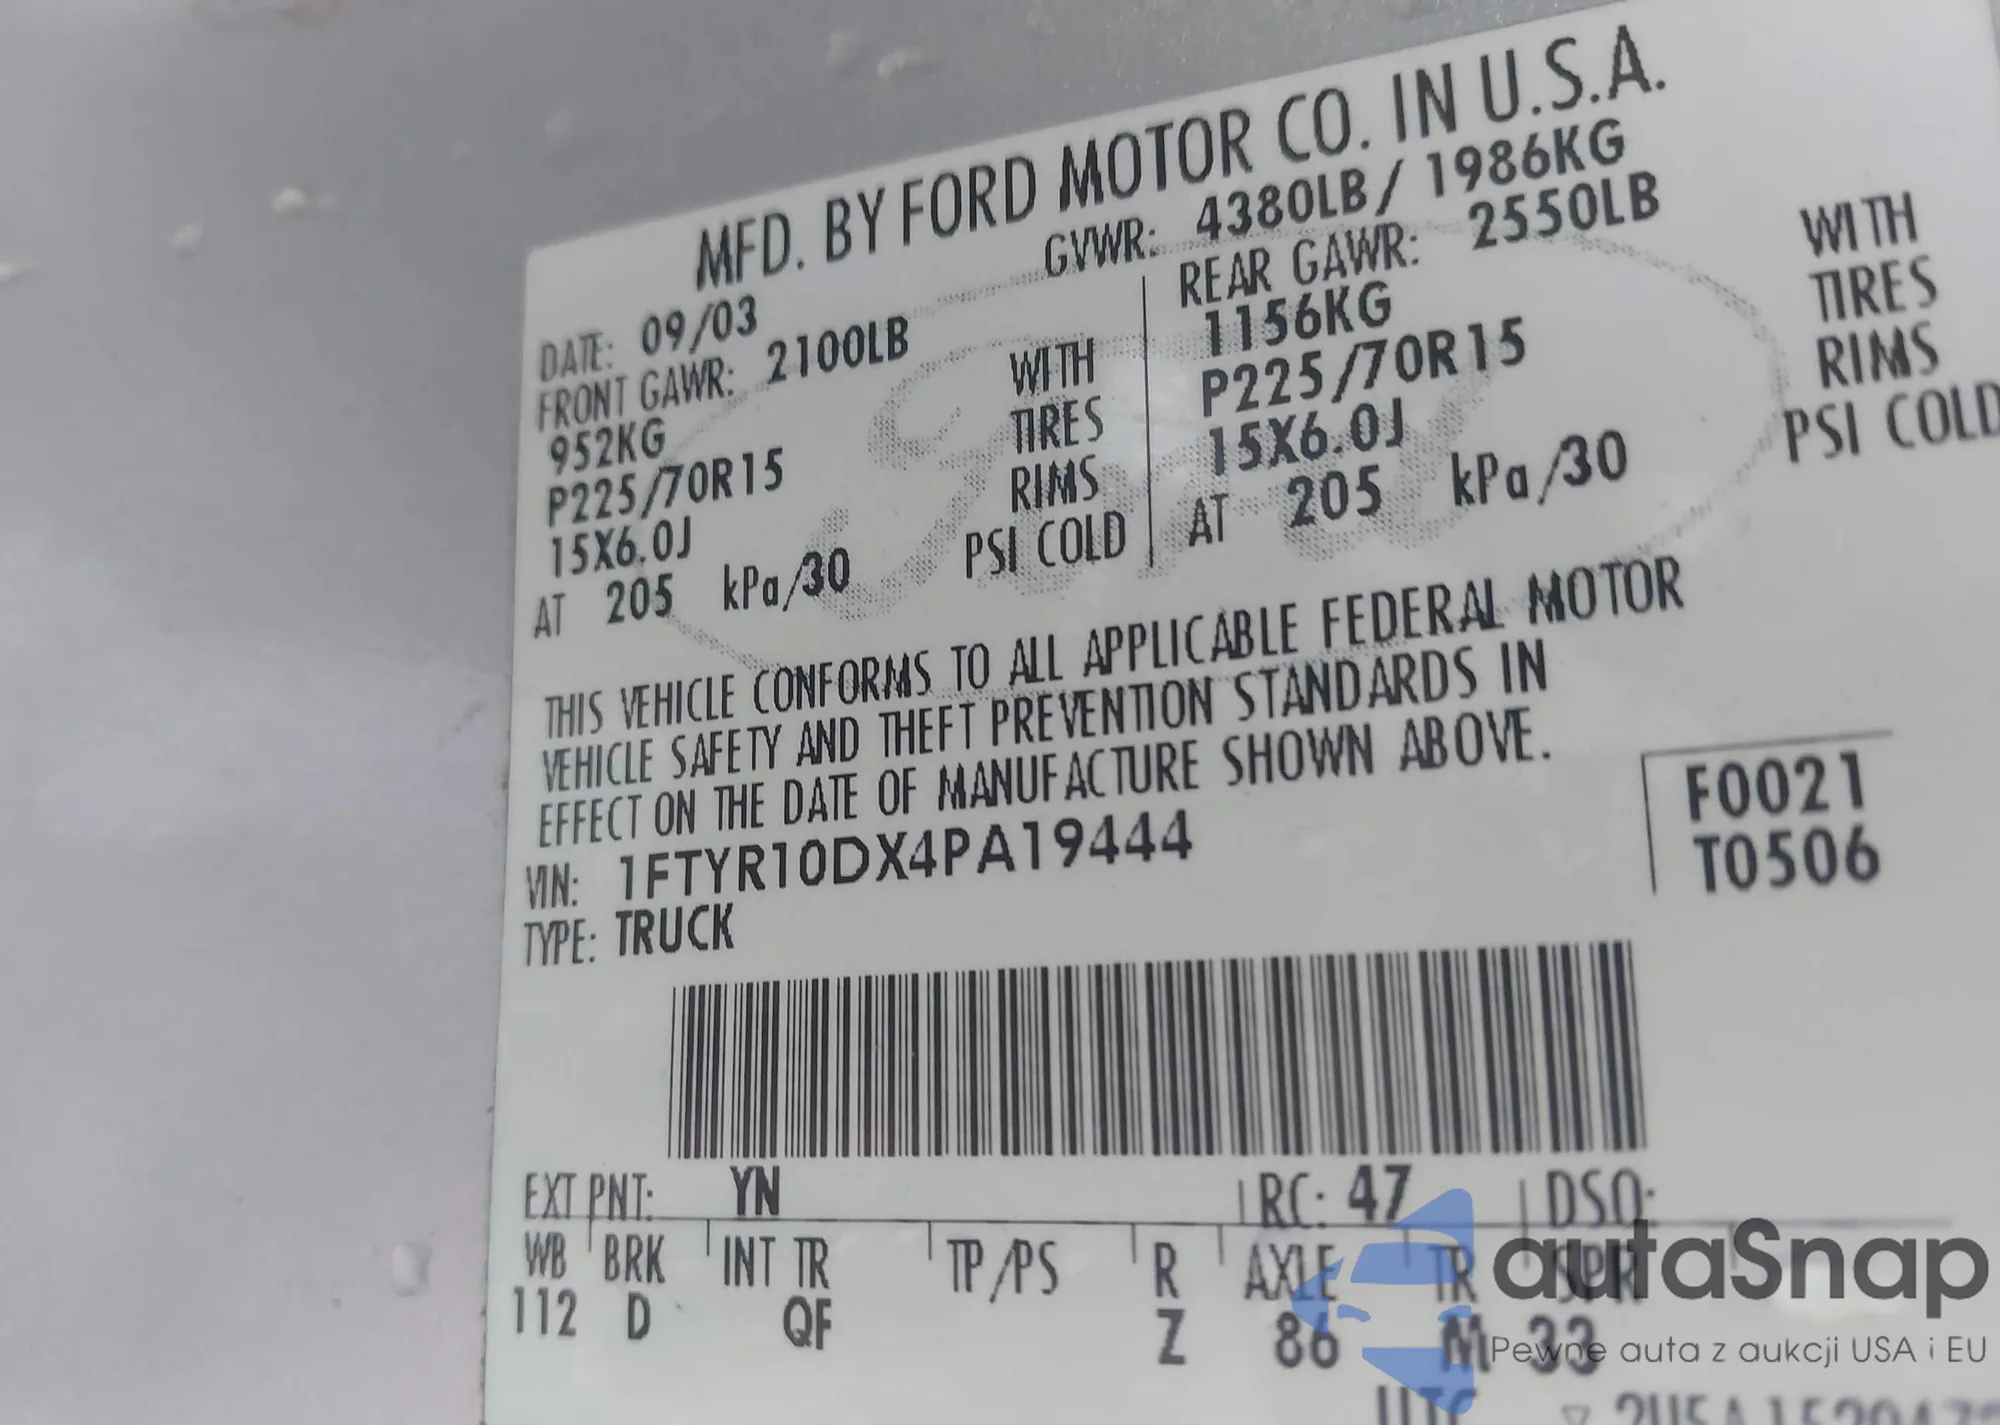 MFD. BY FORD MOTOR CO. IN U.S.A.
DATE: 09/03 GVWR: 4380LB/ 1986KG
FRONT GAWR: 2100LB REAR GAWR: 2550LB
952KG WITH 1156KG WITH
P225/70R15 TIRES P225/70R15 TIRES
15X6.0J RIMS 15X6.0J RIMS
AT 205 kPa/30 PSI COLD AT 205 kPa/30 PSI COLD
THIS VEHICLE CONFORMS TO ALL APPLICABLE FEDERAL MOTOR
VEHICLE SAFETY AND THEFT PREVENTION STANDARDS IN
EFFECT ON THE DATE OF MANUFACTURE SHOWN ABOVE.
VIN: 1FTYR10DX4PA19444
F0021
TYPE: TRUCK
T0506
EXT PNT: YN RC: 47 DSO:
WB BRK INT TR TP/PS R AXLE TR SPR
112 D QF Z 86 M 33
autaSnap
Pewne auta z aukcji USA i EU